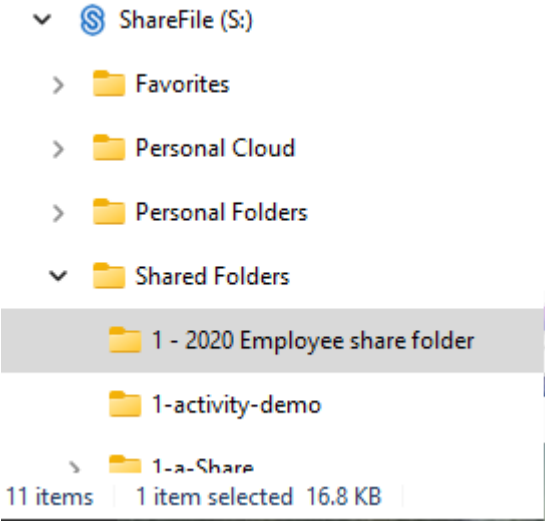 ShareFile (S:)
Favorites
Personal Cloud
Personal Folders
Shared Folders
1 - 2020 Employee share folder
1-activity-demo
1-a-Share
11 items 1 item selected 16.8 KB